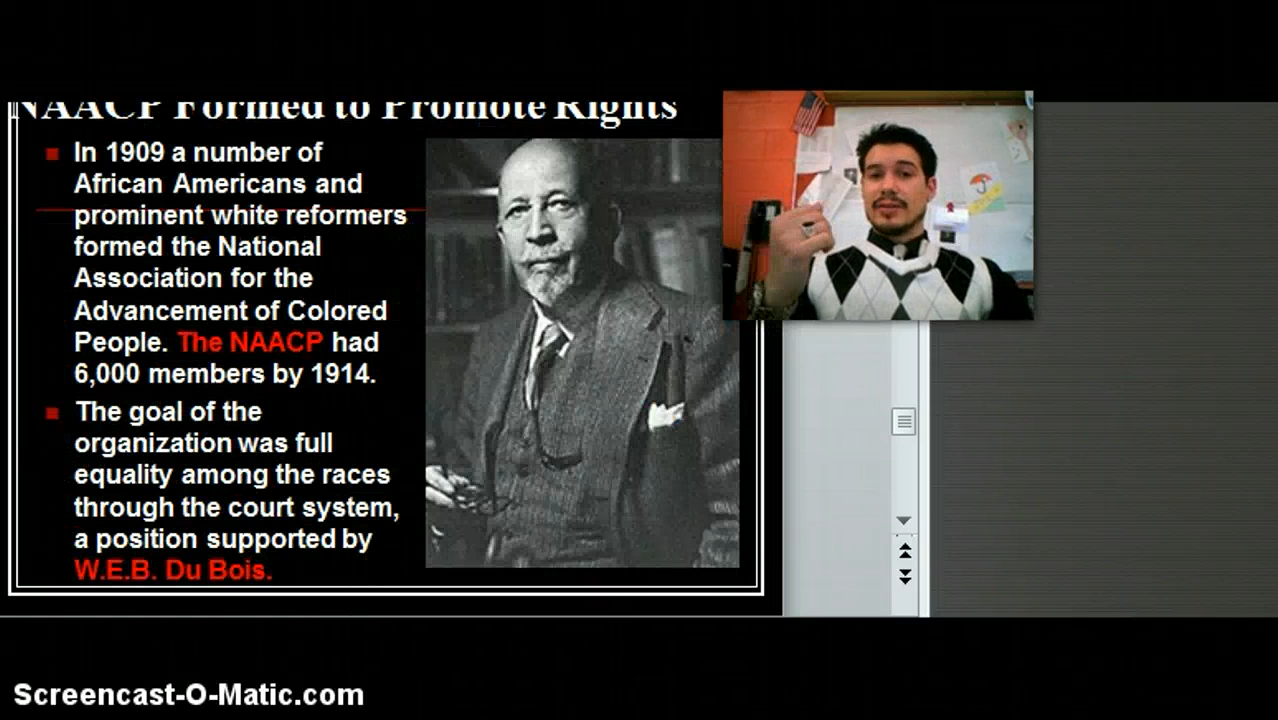 NAACP Formed to Promote Rights
In 1909 a number of
African Americans and
prominent white reformers
formed the National
Association for the
Advancement of Colored
People. The NAACP had
6,000 members by 1914.
The goal of the
organization was full
equality among the races
through the court system,
a position supported by
W.E.B. Du Bois.
Screencast-O-Matic.com